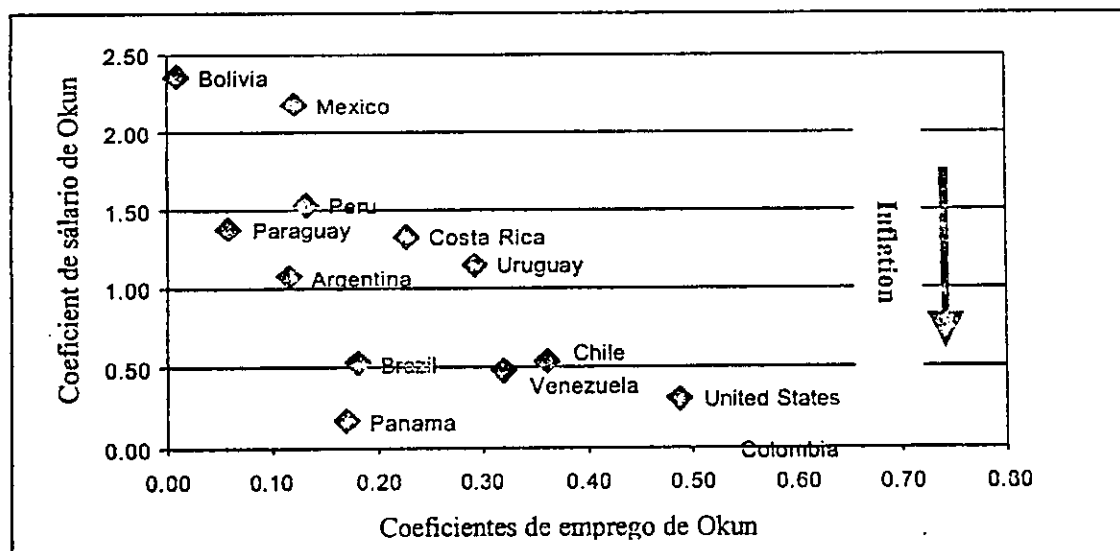 Coeficient de sálario de Okun
2.50
2.00
1.50
1.00
0.50
0.00
Bolivia
Mexico
Peru
Paraguay
Costa Rica
Uruguay
Argentina
Chile
Brazil
Venezuela
United States
Panama
Colombia
Inflation
0.00 0.10 0.20 0.30 0.40 0.50 0.60 0.70 0.80
Coeficientes de emprego de Okun